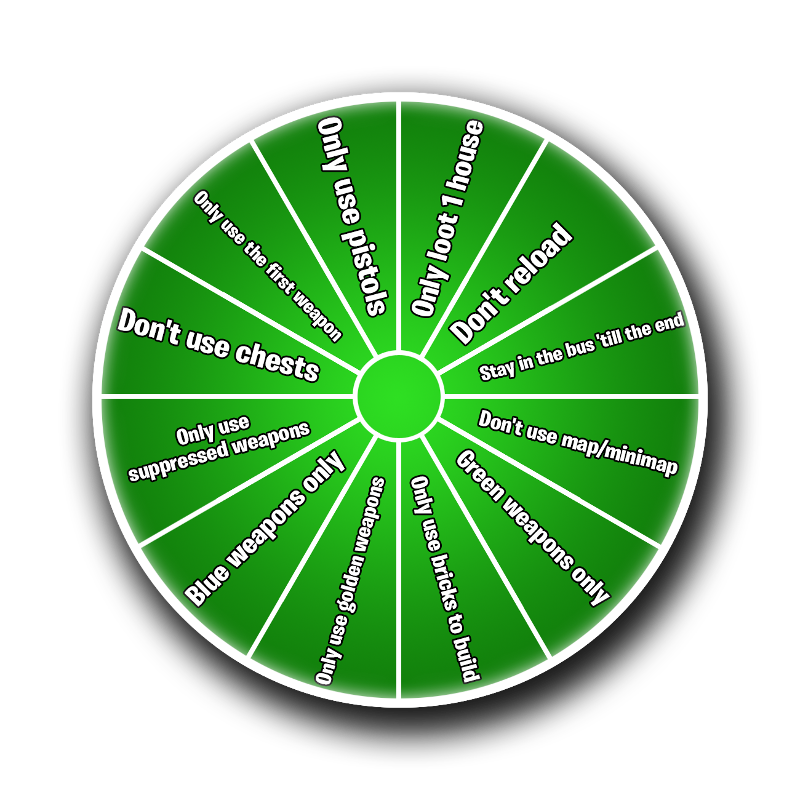 Only loot 1 house
Don't reload
Stay in the bus 'till the end
Don't use map/minimap
Green weapons only
Only use bricks to build
Only use golden weapons
Blue weapons only
Only use
suppressed weapons
Don't use chests
Only use the first weapon
Only use pistols